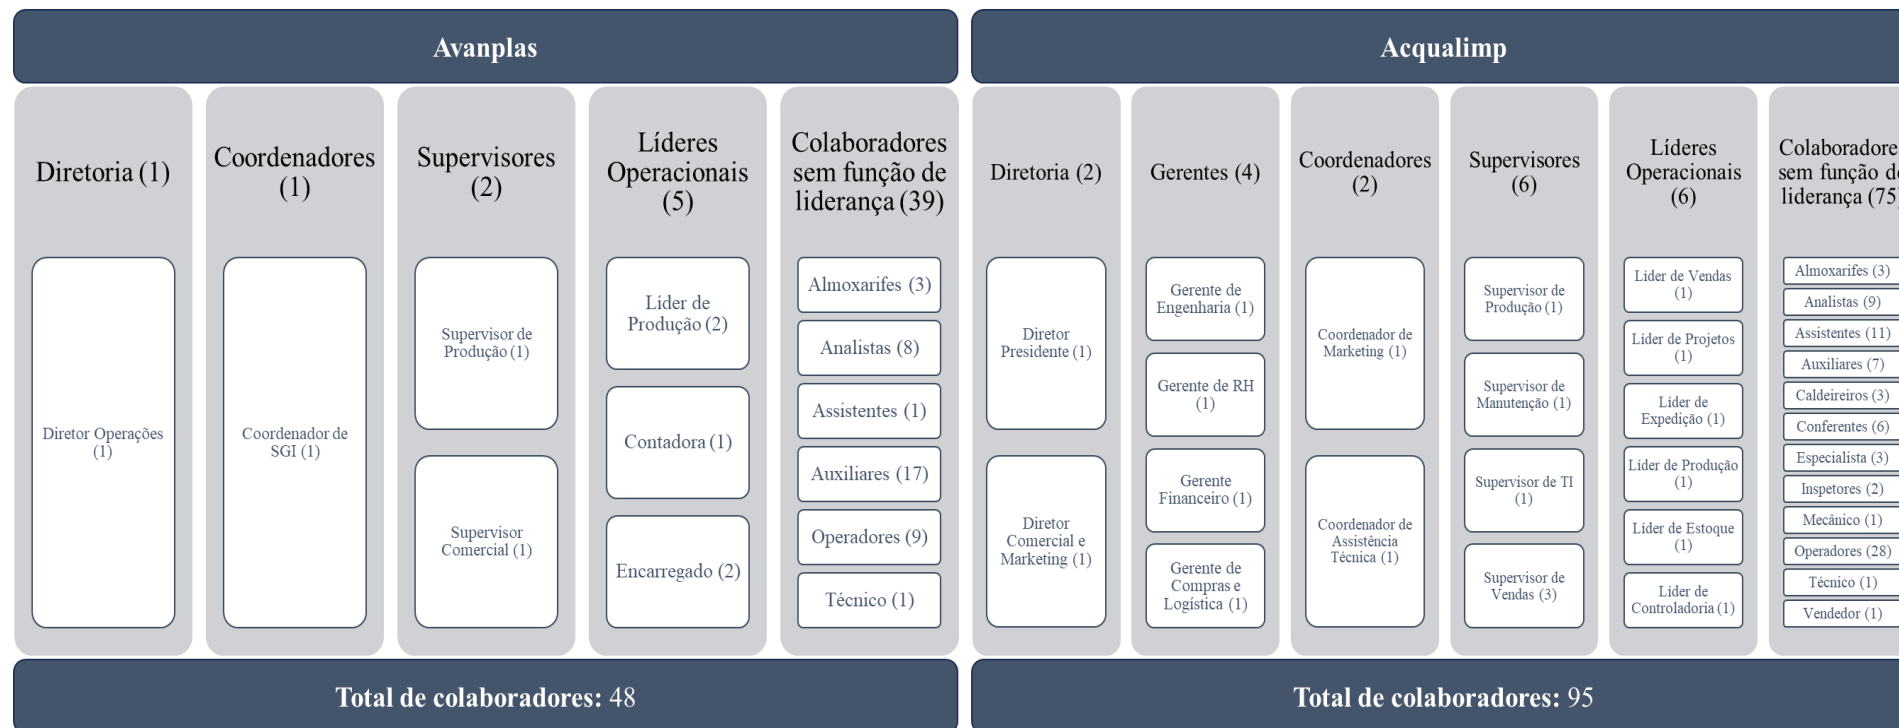 Avanplas
Diretoria (1)
Diretor Operações
(1)
Coordenadores
(1)
Coordenador de
SGI (1)
Supervisores
(2)
Supervisor de
Produção (1)
Supervisor
Comercial (1)
Líderes
Operacionais
(5)
Líder de
Produção (2)
Contadora (1)
Encarregado (2)
Colaboradores
sem função de
liderança (39)
Almoxarifes (3)
Analistas (8)
Assistentes (1)
Auxiliares (17)
Operadores (9)
Técnico (1)
Total de colaboradores: 48
Acqualimp
Diretoria (2)
Diretor
Presidente (1)
Diretor
Comercial e
Marketing (1)
Gerentes (4)
Gerente de
Engenharia (1)
Gerente de RH
(1)
Gerente
Financeiro (1)
Gerente de
Compras e
Logística (1)
Coordenadores
(2)
Coordenador de
Marketing (1)
Coordenador de
Assistência
Técnica (1)
Supervisores
(6)
Supervisor de
Produção (1)
Supervisor de
Manutenção (1)
Supervisor de TI
(1)
Supervisor de
Vendas (3)
Líderes
Operacionais
(6)
Líder de Vendas
(1)
Líder de Projetos
(1)
Líder de
Expedição (1)
Líder de Produção
(1)
Líder de Estoque
(1)
Líder de
Controladoria (1)
Colaboradore
sem função d
liderança (75
Almoxarifes (3)
Analistas (9)
Assistentes (11)
Auxiliares (7)
Caldeireiros (3)
Conferentes (6)
Especialista (3)
Inspetores (2)
Mecânico (1)
Operadores (28)
Técnico (1)
Vendedor (1)
Total de colaboradores: 95